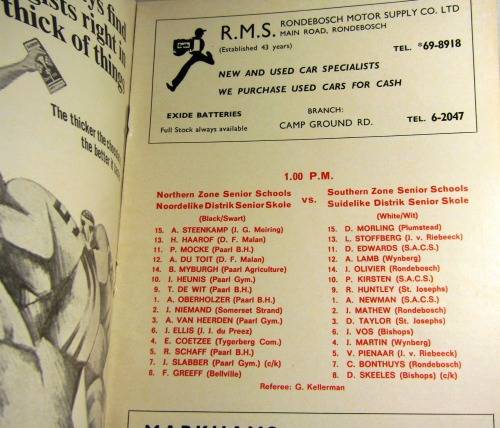 ys find
gists right in
thick of thing
The thicker the
the better it
R.M.S. RONDEBOSCH MOTOR SUPPLY CO. LTD
MAIN ROAD, RONDEBOSCH
(Established 43 years)
TEL. *69-8918
NEW AND USED CAR SPECIALISTS
WE PURCHASE USED CARS FOR CASH
EXIDE BATTERIES
Full Stock always available
BRANCH:
CAMP GROUND RD.
TEL. 6-2047
1.00 P.M.
Northern Zone Senior Schools
Noordelike Distrik Senior Skole
(Black/Swart)
vs.
Southern Zone Senior Schools
Suidelike Distrik Senior Skole
(White/Wit)
15. A. STEENKAMP (J. G. Meiring)
13. H. HAAROF (D. F. Malan)
11. P. MOCKE (Paarl B.H.)
12. A. DU TOIT (D. F. Malan)
14. B. MYBURGH (Paarl Agriculture)
10. J. HEUNIS (Paarl Gym.)
9. T. DE WIT (Paarl B.H.)
1. A. OBERHOLZER (Paarl B.H.)
2. J. NIEMAND (Somerset Strand)
3. A. VAN HEERDEN (Paarl Gym.)
6. J. ELLIS (J. J. du Preez)
4. E. COETZEE (Tygerberg Com.)
5. R. SCHAFF (Paarl B.H.)
7. J. SLABBER (Paarl Gym.) (c/k)
8. F. GREEFF (Bellville)
15. D. MORLING (Plumstead)
13. L. STOFFBERG (J. v. Riebeeck)
11. D. EDWARDS (S.A.C.S.)
12. A. LAMB (Wynberg)
14. J. OLIVIER (Rondebosch)
10. P. KIRSTEN (S.A.C.S.)
9. R. HUNTLEY (St. Josephs)
1. A. NEWMAN (S.A.C.S.)
2. J. MATHEW (Rondebosch)
3. D. TAYLOR (St. Josephs)
6. J. VOS (Bishops)
4. J. MARTIN (Wynberg)
5. V. PIENAAR (J. v. Riebeeck)
7. C. BONTHUYS (Rondebosch)
8. D. SKEELES (Bishops) (c/k)
Referee: G. Kellerman
MARKHAMS